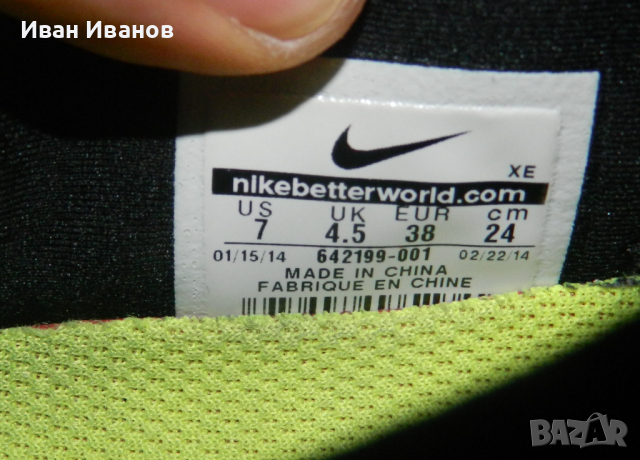 Иван Иванов
XE
nikebetterworld.com
US UK EUR cm
7 4.5 38 24
01/15/14 642199-001 02/22/14
MADE IN CHINA
FABRIQUE EN CHINE
BAZAR